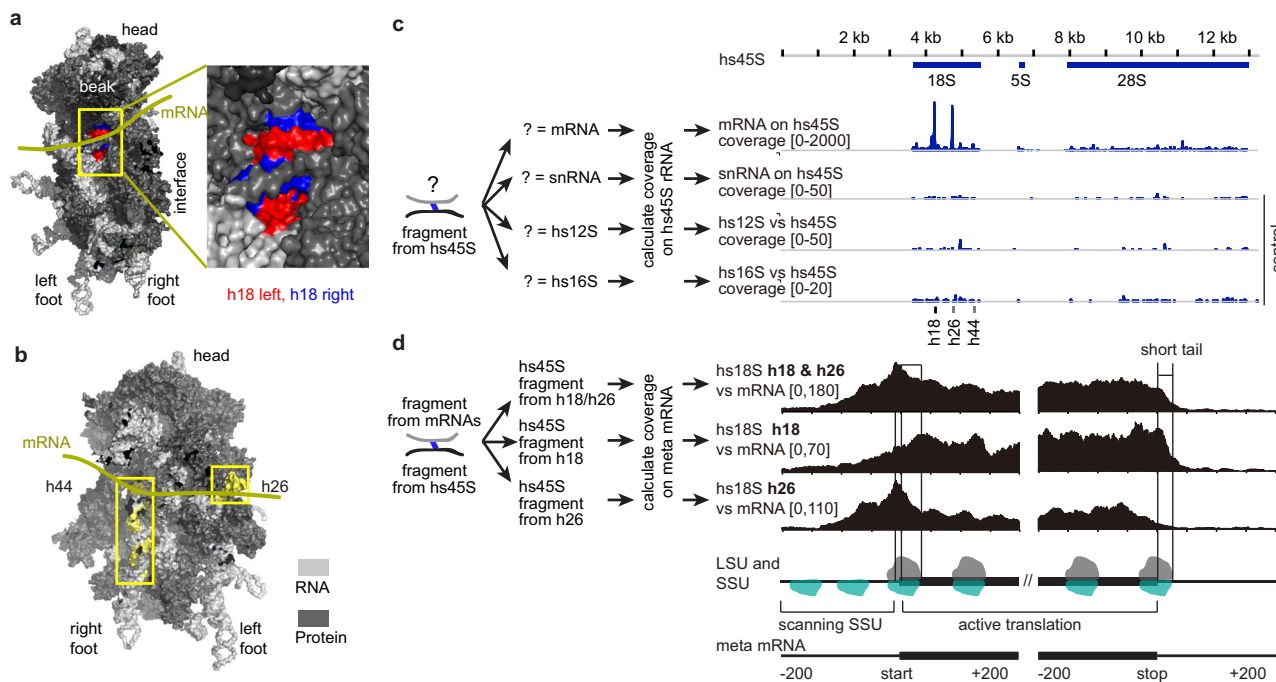 a
head
beak
mRNA
interface
left
foot
right
foot
h18 left, h18 right
b
head
mRNA
h44
h26
RNA
Protein
right
foot
left
foot
c
2 kb
4 kb
6 kb
8 kb
10 kb
12 kb
hs45S
18S
5S
28S
?
fragment
from hs45S
? = mRNA
? = snRNA
? = hs12S
? = hs16S
calculate coverage
on hs45S rRNA
mRNA on hs45S
coverage [0-2000]
snRNA on hs45S
coverage [0-50]
hs12S vs hs45S
coverage [0-50]
hs16S vs hs45S
coverage [0-20]
control
h18
h26
h44
d
fragment
from mRNAs
fragment
from hs45S
hs45S
fragment
from h18/h26
hs45S
fragment
from h18
hs45S
fragment
from h26
calculate coverage
on meta mRNA
short tail
hs18S h18 & h26
vs mRNA [0,180]
hs18S h18
vs mRNA [0,70]
hs18S h26
vs mRNA [0,110]
LSU and
SSU
//
scanning SSU
active translation
meta mRNA
-200
start
+200
-200
stop
+200